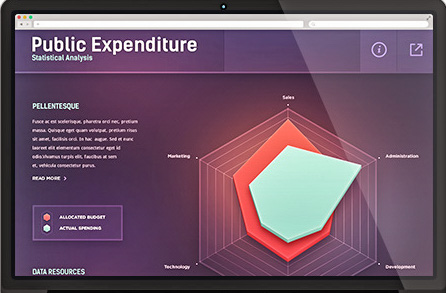 Public Expenditure
Statistical Analysis
PELLENTESQUE
Fusce ac est scelerisque, pharetra orci nec, pretium
massa. Quisque eget quam volutpat, pretium risus
sit amet, facilisis orci. In hac augue. Sed et nunc
laoreet elit elementum consectetur eget id
odio.Vivamus turpis elit, faucibus at sem
et, vehicula consectetur purus.
READ MORE >
ALLOCATED BUDGET
ACTUAL SPENDING
DATA RESOURCES
Sales
Marketing
Administration
Technology
Development